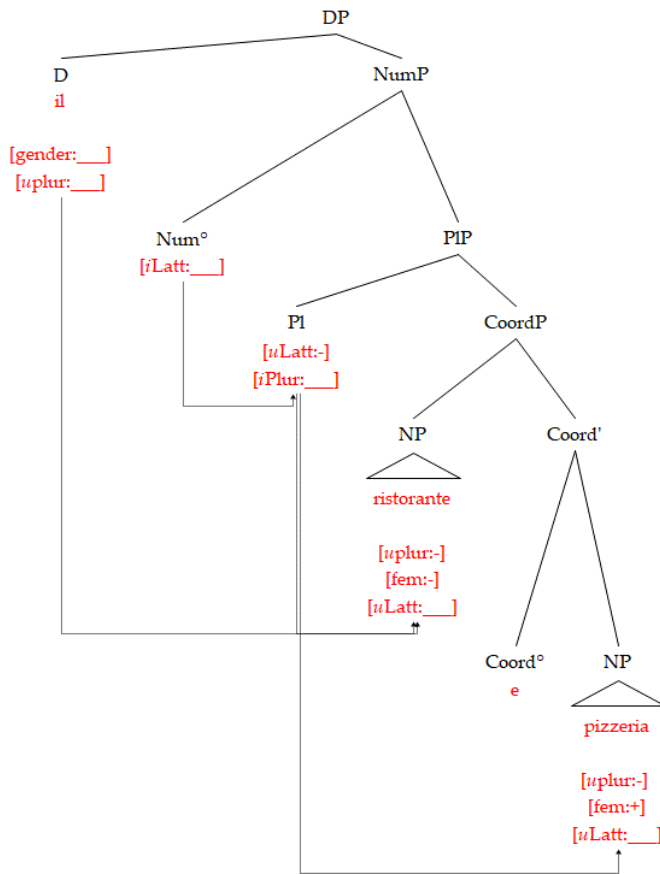 DP
D
NumP
il
[gender:___]
[uplur:___]
Num°
PlP
[iLatt:___]
Pl
CoordP
[uLatt:-]
[iPlur:___]
NP
Coord'
ristorante
[uplur:-]
[fem:-]
[uLatt:___]
Coord°
NP
e
pizzeria
[uplur:-]
[fem:+]
[uLatt:___]